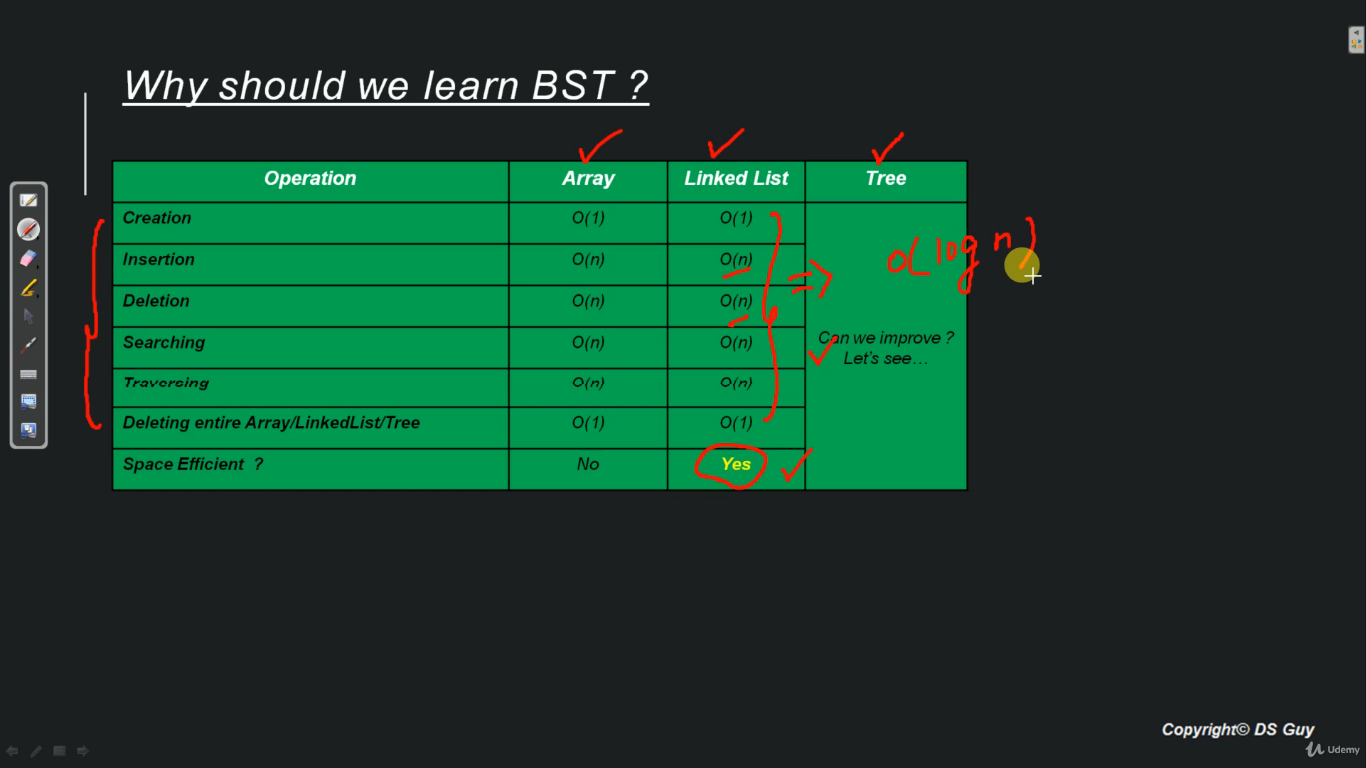 Why should we learn BST ?
Operation Array Linked List Tree
Creation O(1) O(1)
Insertion O(n) O(n)
O(log n)
Deletion O(n) O(n)
Searching O(n) O(n)
Can we improve ?
Let's see...
Traversing O(n) O(n)
Deleting entire Array/LinkedList/Tree O(1) O(1)
Space Efficient ? No Yes
Copyright© DS Guy
Udemy